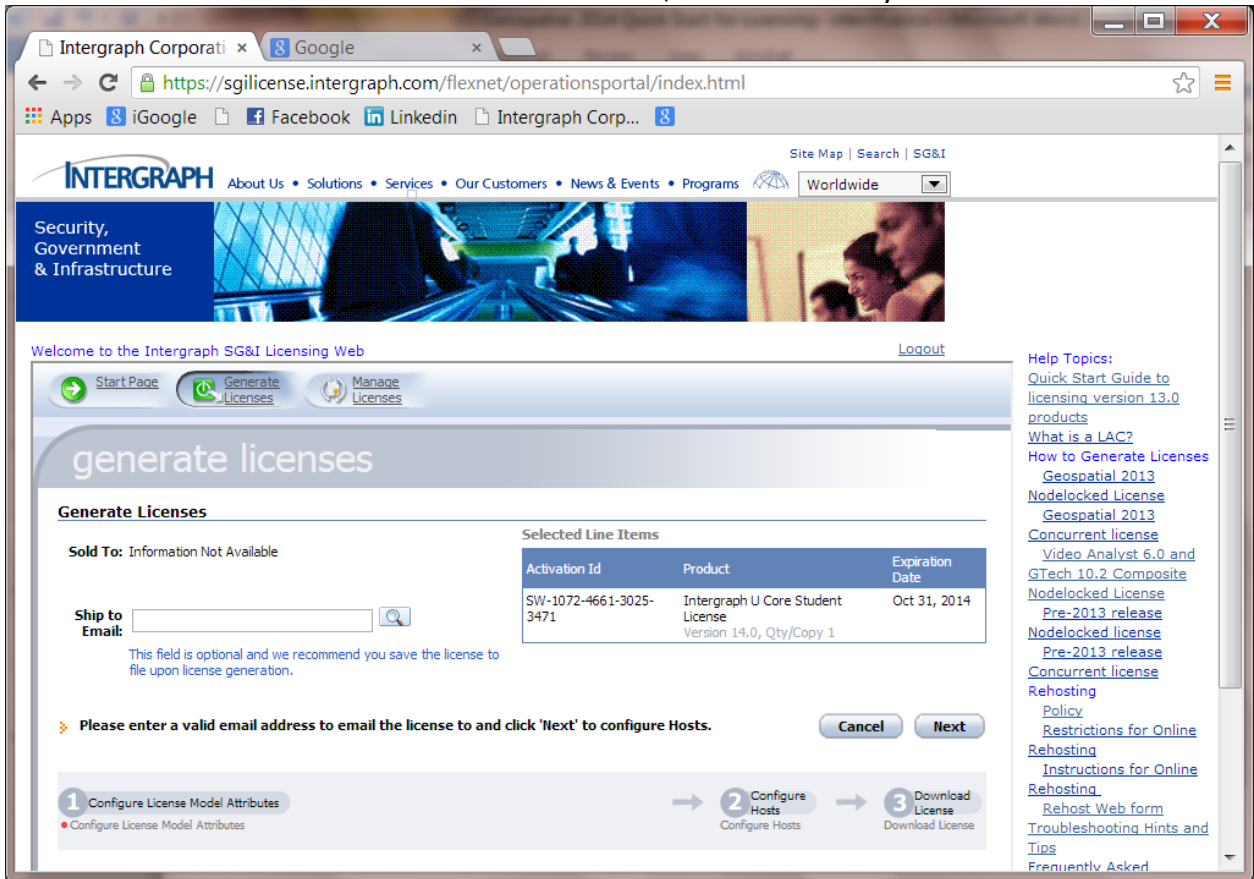 Intergraph Corporati
Google
https://sgilicense.intergraph.com/flexnet/operationsportal/index.html
Apps iGoogle Facebook Linkedin Intergraph Corp...
Site Map | Search | SG&I
INTERGRAPH About Us • Solutions • Services • Our Customers • News & Events • Programs Worldwide
Security,
Government
& Infrastructure
Welcome to the Intergraph SG&I Licensing Web
Logout
Start Page
Generate
Licenses
Manage
Licenses
generate licenses
Generate Licenses
Sold To: Information Not Available
Ship to
Email:
This field is optional and we recommend you save the license to
file upon license generation.
Selected Line Items
Activation Id Product Expiration
Date
SW-1072-4661-3025-
3471
Intergraph U Core Student
License
Version 14.0, Qty/Copy 1
Oct 31, 2014
Please enter a valid email address to email the license to and click 'Next' to configure Hosts.
Cancel Next
1 Configure License Model Attributes
Configure License Model Attributes
2 Configure
Hosts
Configure Hosts
3 Download
License
Download License
Help Topics:
Quick Start Guide to
licensing version 13.0
products
What is a LAC?
How to Generate Licenses
Geospatial 2013
Nodelocked License
Geospatial 2013
Concurrent license
Video Analyst 6.0 and
GTech 10.2 Composite
Nodelocked License
Pre-2013 release
Nodelocked license
Pre-2013 release
Concurrent license
Rehosting
Policy
Restrictions for Online
Rehosting
Instructions for Online
Rehosting
Rehost Web form
Troubleshooting Hints and
Tips
Frequently Asked